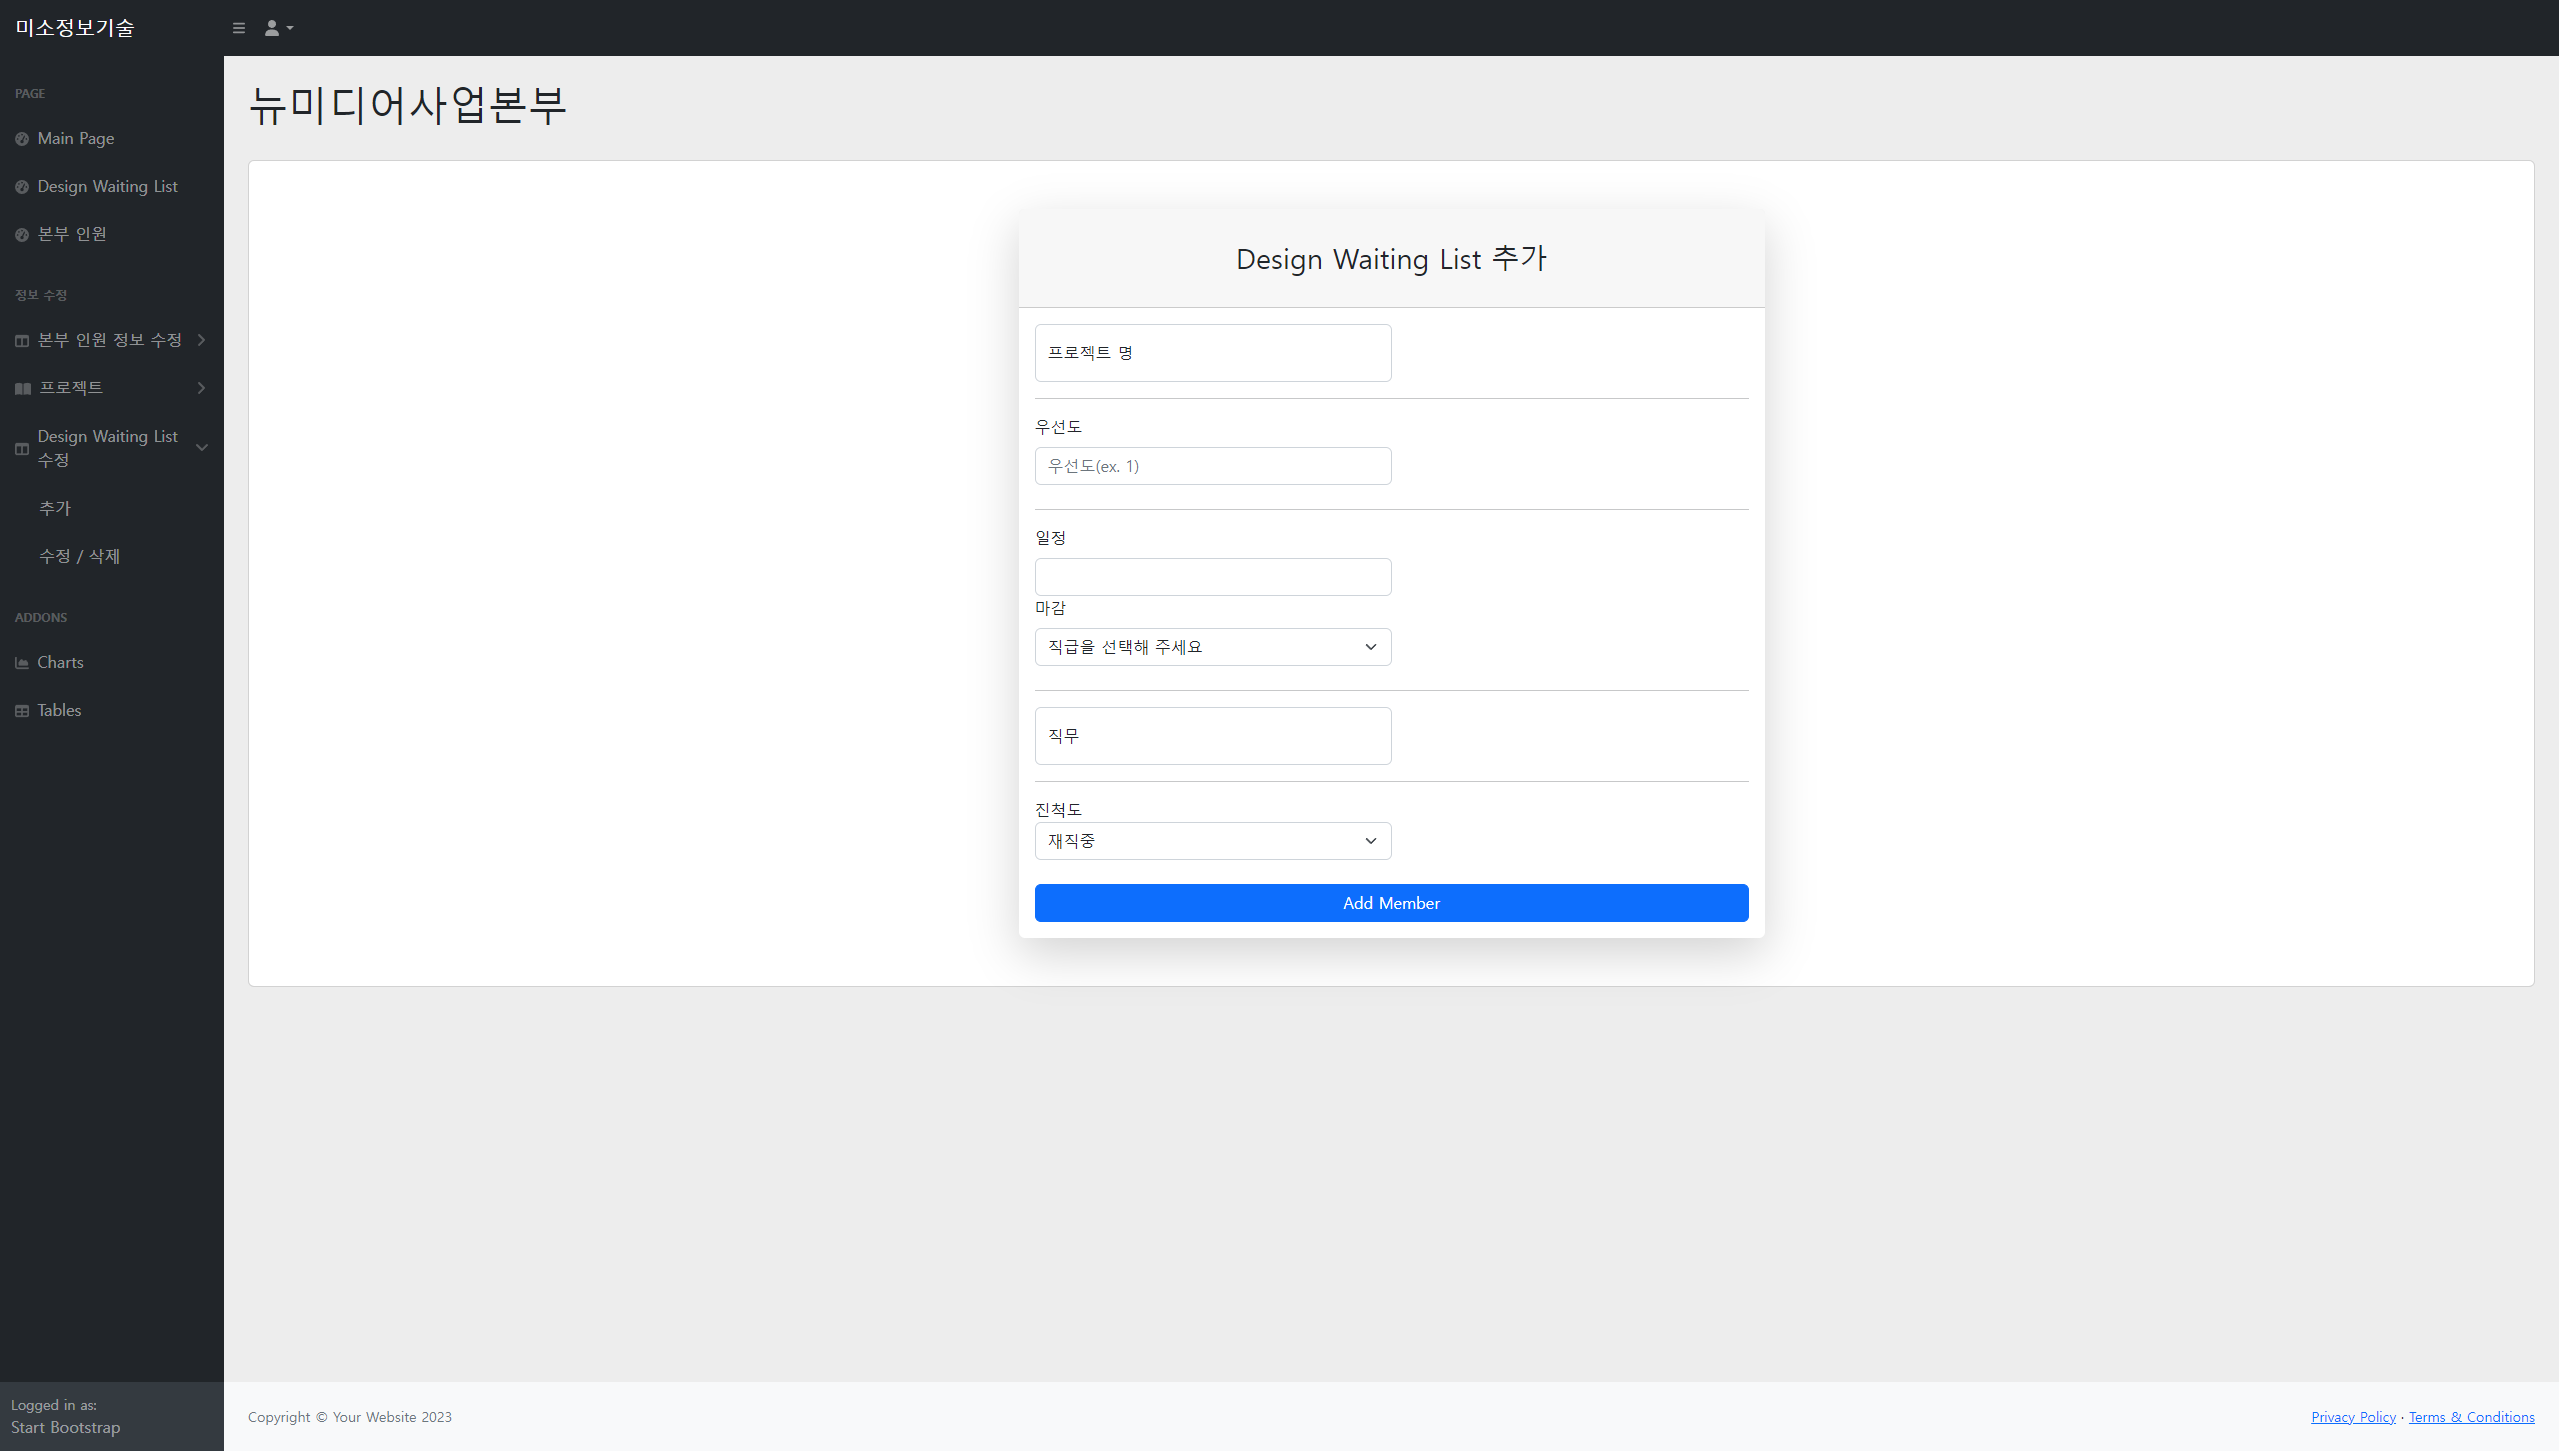 미소정보기술
PAGE
Main Page
Design Waiting List
본부 인원
정보 수정
본부 인원 정보 수정
프로젝트
Design Waiting List
수정
추가
수정 / 삭제
ADDONS
Charts
Tables
Logged in as:
Start Bootstrap
뉴미디어사업본부
Design Waiting List 추가
프로젝트 명
우선도
우선도(ex. 1)
일정
마감
직급을 선택해 주세요
직무
진척도
재직중
Add Member
Copyright © Your Website 2023
Privacy Policy · Terms & Conditions